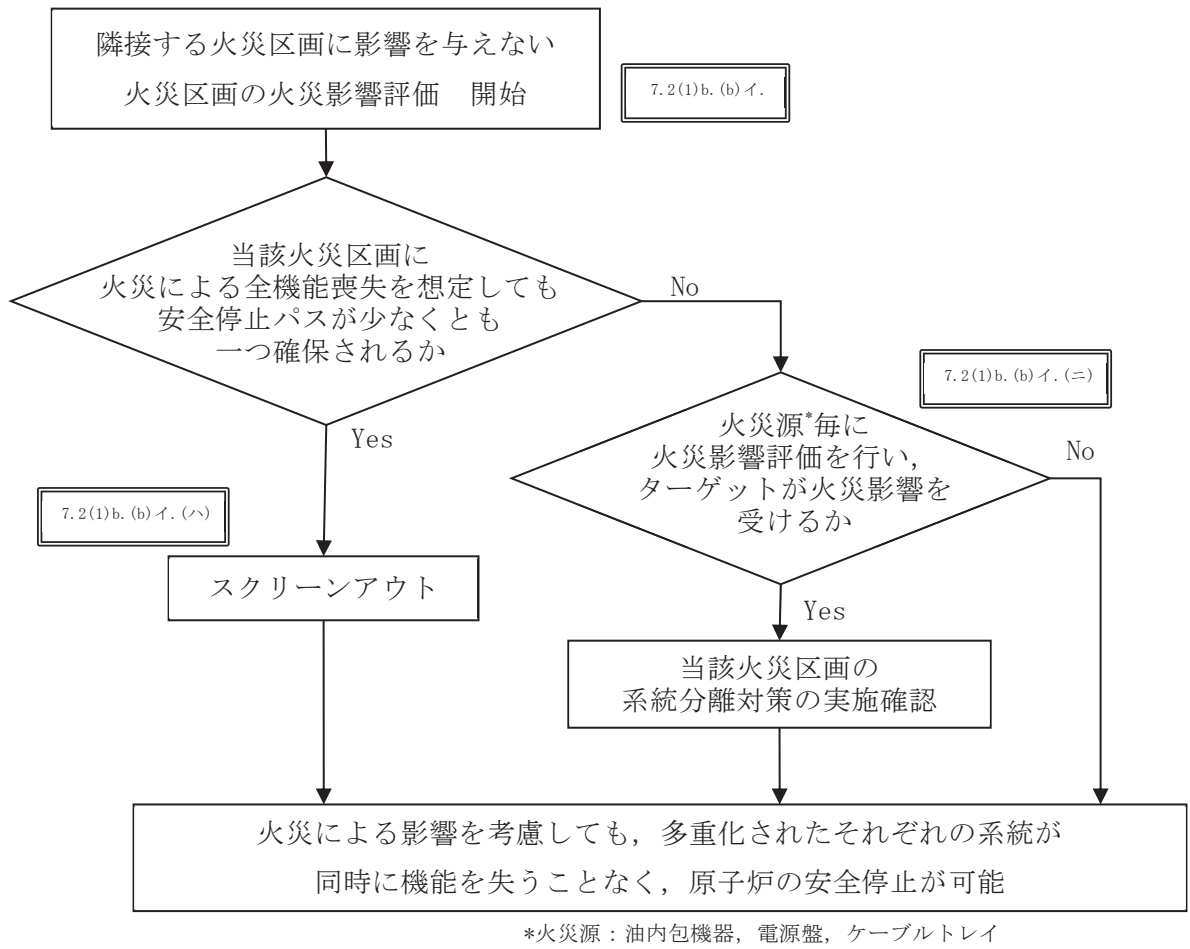 隣接する火災区画に影響を与えない
火災区画の火災影響評価　開始
7.2(1)b.(b)イ.
当該火災区画に
火災による全機能喪失を想定しても
安全停止パスが少なくとも
一つ確保されるか
No
Yes
7.2(1)b.(b)イ.(ニ)
火災源*毎に
火災影響評価を行い，
ターゲットが火災影響を
受けるか
No
Yes
7.2(1)b.(b)イ.(ハ)
スクリーンアウト
当該火災区画の
系統分離対策の実施確認
火災による影響を考慮しても，多重化されたそれぞれの系統が
同時に機能を失うことなく，原子炉の安全停止が可能
*火災源：油内包機器，電源盤，ケーブルトレイ